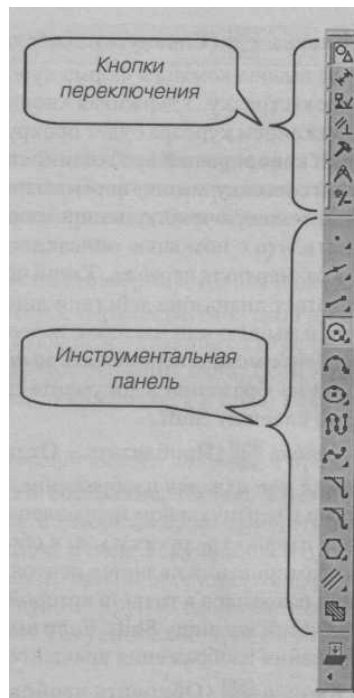 Кнопки
переключения
Инструментальная
панель